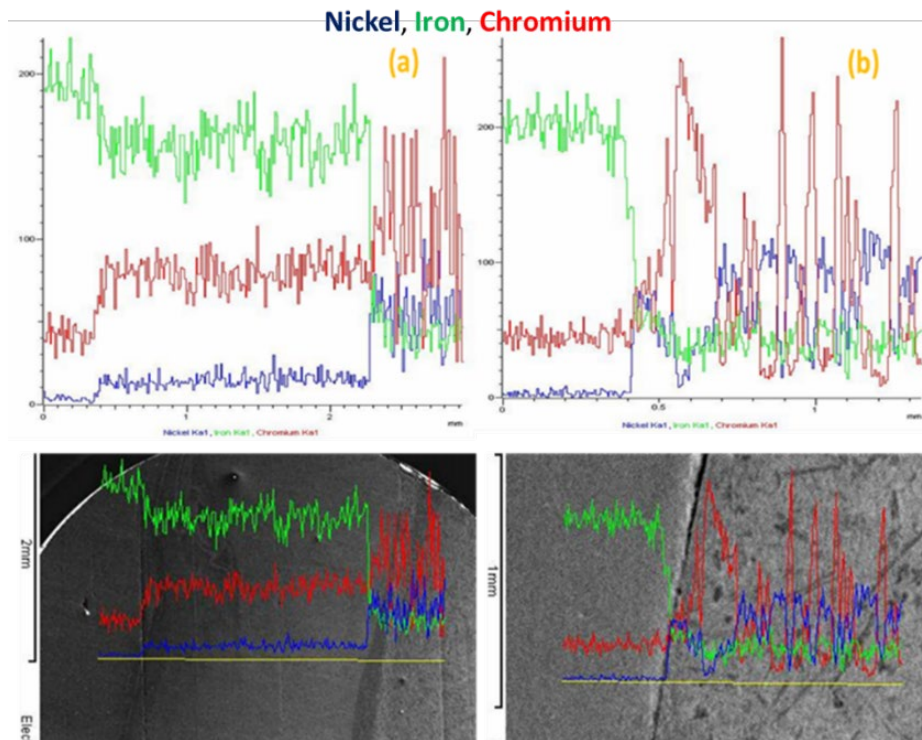 Nickel, Iron, Chromium
(a)
(b)
200
100
0
0
1
2
mm
Nickel Ka1, Iron Ka1, Chromium Ka1
200
100
0
0
0.5
1
mm
Nickel Ka1, Iron Ka1, Chromium Ka1
2mm
Elec
1mm